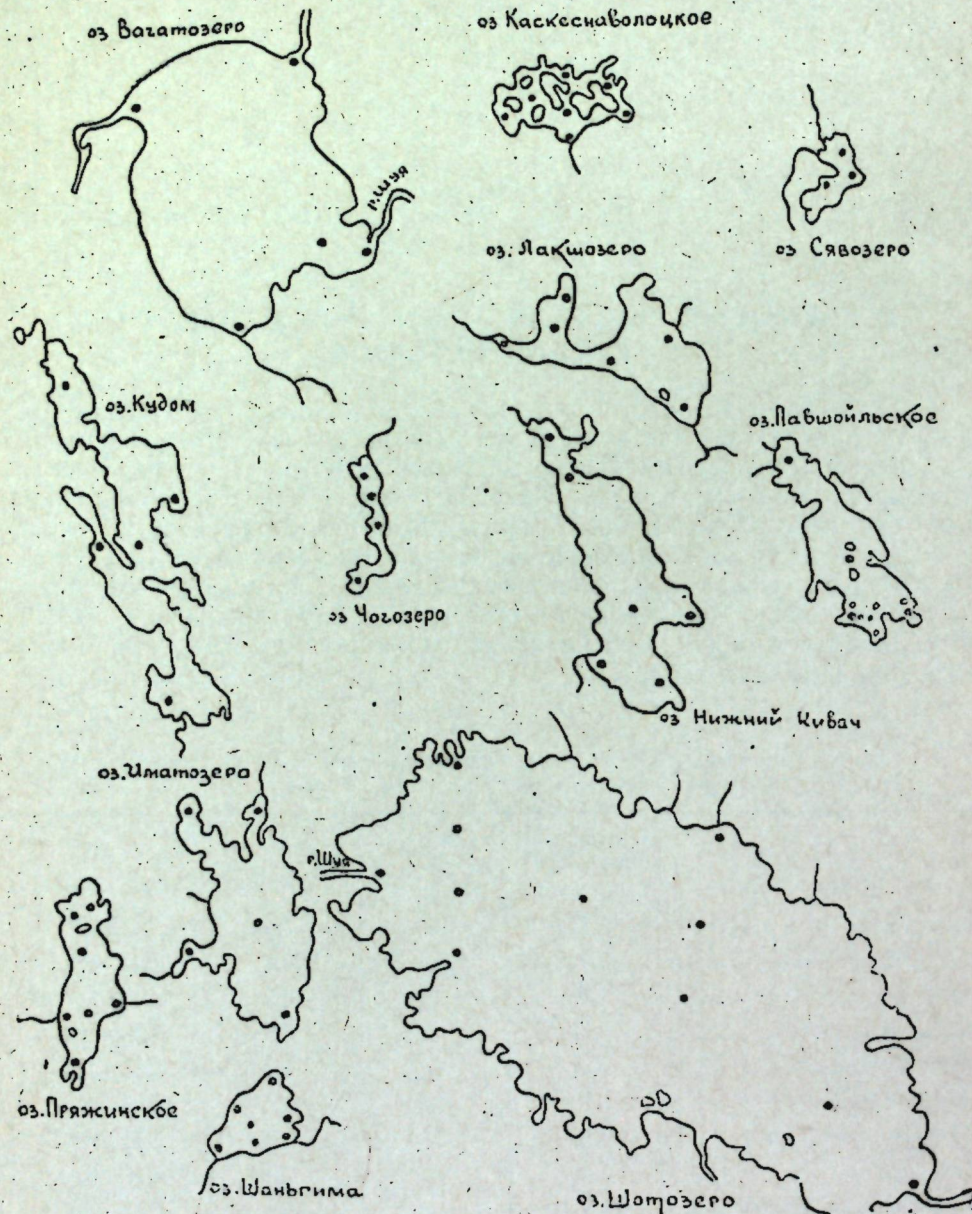 оз Вагатозеро
оз Каскеснаволоцкое
р.Шуя
оз Сявозеро
оз. Лакшозеро
оз.Кудом
оз.Павшойльское
оз Чогозеро
оз Нижний Кивач
оз.Иматозеро
р.Шуя
оз.Пряжинское
оз.Шаньгима
оз.Шотозеро